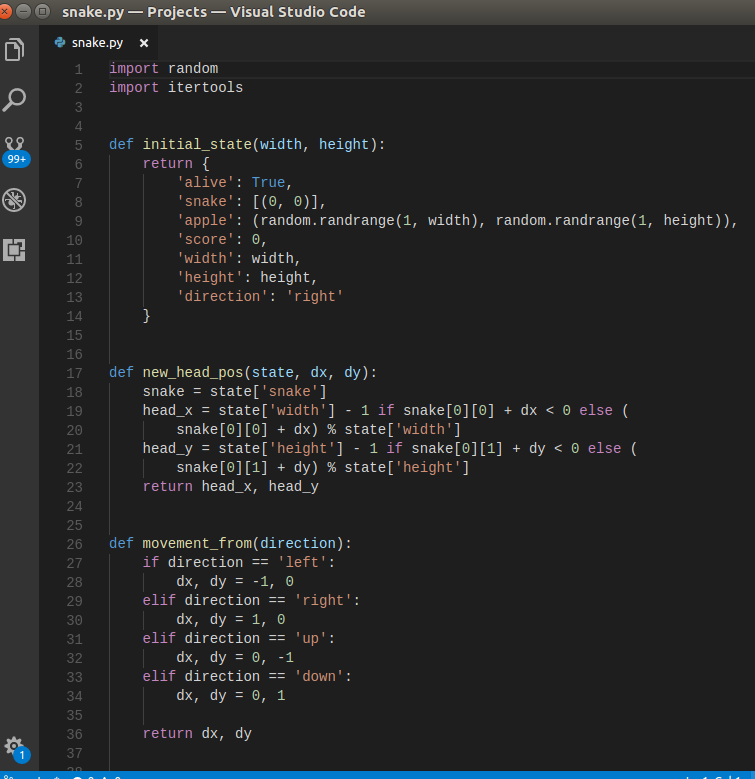 snake.py — Projects — Visual Studio Code
snake.py
99+
1
1 import random
2 import itertools
3
4
5 def initial_state(width, height):
6     return {
7         'alive': True,
8         'snake': [(0, 0)],
9         'apple': (random.randrange(1, width), random.randrange(1, height)),
10         'score': 0,
11         'width': width,
12         'height': height,
13         'direction': 'right'
14     }
15
16
17 def new_head_pos(state, dx, dy):
18     snake = state['snake']
19     head_x = state['width'] - 1 if snake[0][0] + dx < 0 else (
20         snake[0][0] + dx) % state['width']
21     head_y = state['height'] - 1 if snake[0][1] + dy < 0 else (
22         snake[0][1] + dy) % state['height']
23     return head_x, head_y
24
25
26 def movement_from(direction):
27     if direction == 'left':
28         dx, dy = -1, 0
29     elif direction == 'right':
30         dx, dy = 1, 0
31     elif direction == 'up':
32         dx, dy = 0, -1
33     elif direction == 'down':
34         dx, dy = 0, 1
35
36     return dx, dy
37